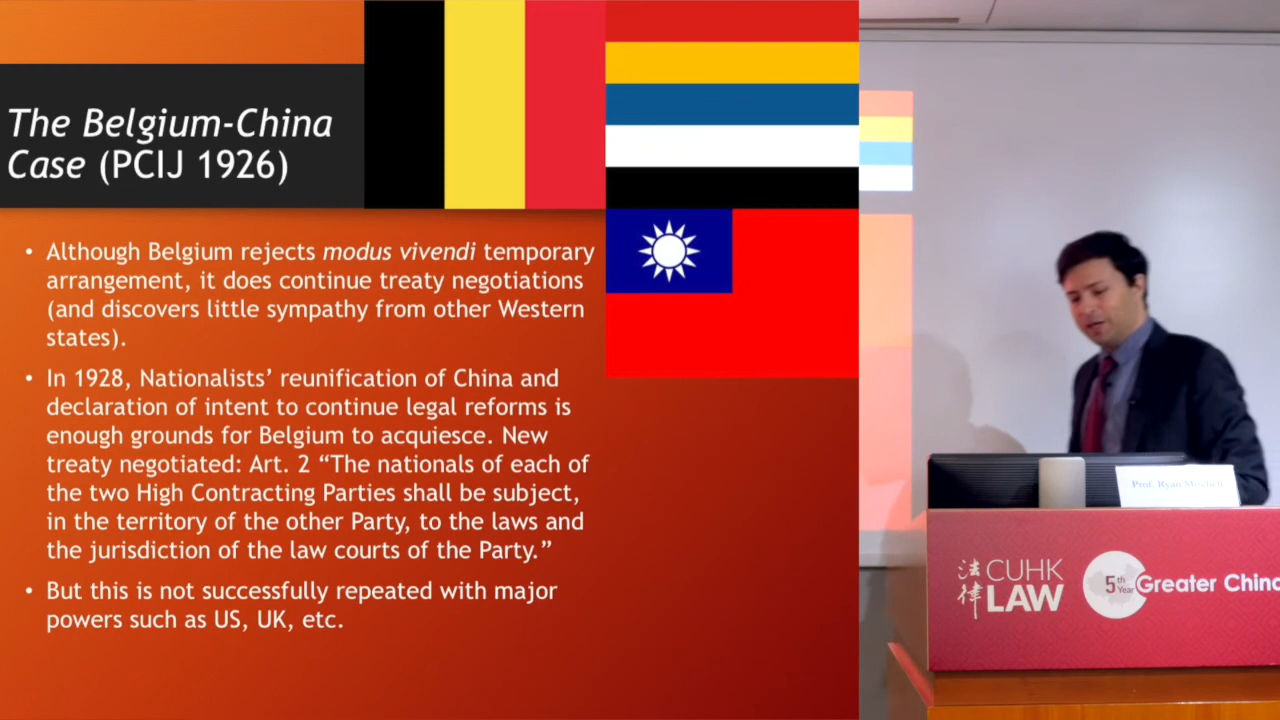 The Belgium-China
Case (PCIJ 1926)
• Although Belgium rejects modus vivendi temporary
arrangement, it does continue treaty negotiations
(and discovers little sympathy from other Western
states).
• In 1928, Nationalists’ reunification of China and
declaration of intent to continue legal reforms is
enough grounds for Belgium to acquiesce. New
treaty negotiated: Art. 2 “The nationals of each of
the two High Contracting Parties shall be subject,
in the territory of the other Party, to the laws and
the jurisdiction of the law courts of the Party.”
• But this is not successfully repeated with major
powers such as US, UK, etc.
Prof. Ryan Mitchell
法律
CUHK
LAW
5th
Year
Greater China